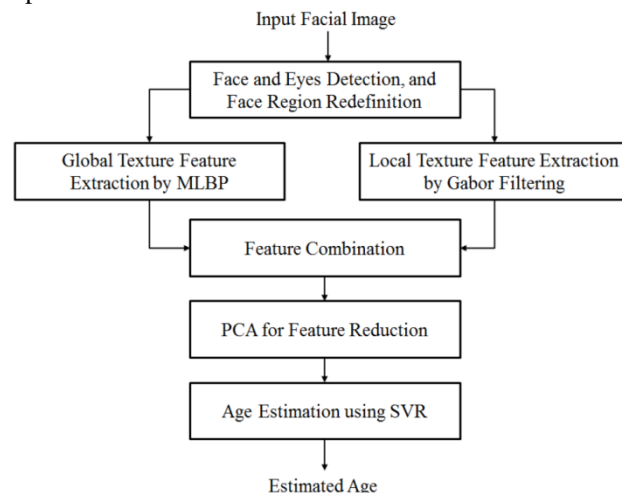 Input Facial Image
Face and Eyes Detection, and
Face Region Redefinition
Global Texture Feature
Extraction by MLBP
Local Texture Feature Extraction
by Gabor Filtering
Feature Combination
PCA for Feature Reduction
Age Estimation using SVR
Estimated Age